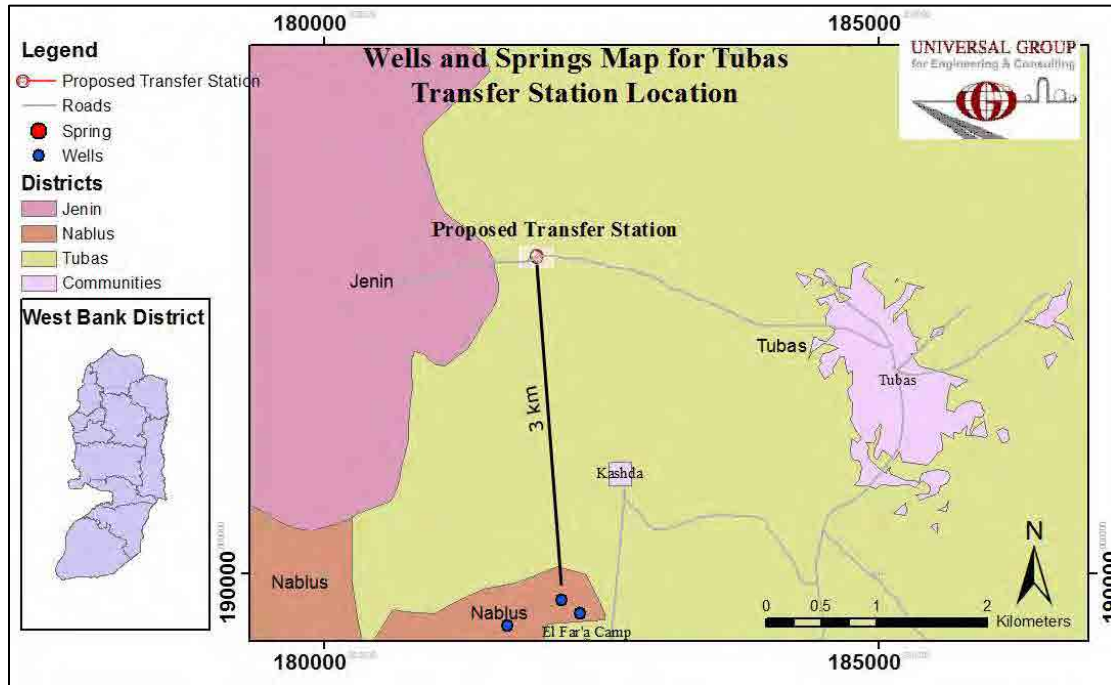 180000
185000
Legend
Proposed Transfer Station
Roads
Spring
Wells
Districts
Jenin
Nablus
Tubas
Communities
West Bank District
Wells and Springs Map for Tubas
Transfer Station Location
UNIVERSAL GROUP
for Engineering & Consulting
Proposed Transfer Station
Jenin
Tubas
Tubas
3 km
Kashda
Nablus
Nablus
El Far'a Camp
N
0 0.5 1 2
Kilometers
190000
190000
180000
185000